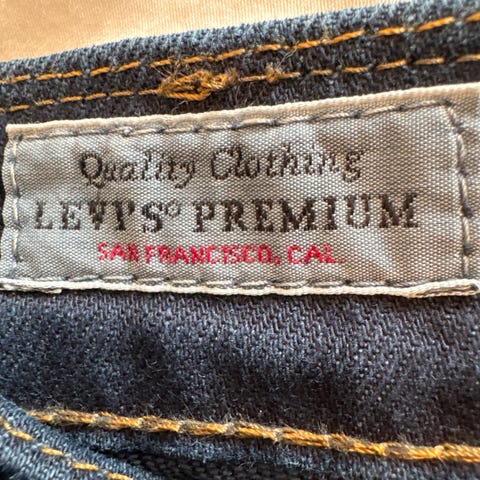 Quality Clothing
LEVI'S® PREMIUM
SAN FRANCISCO, CAL.